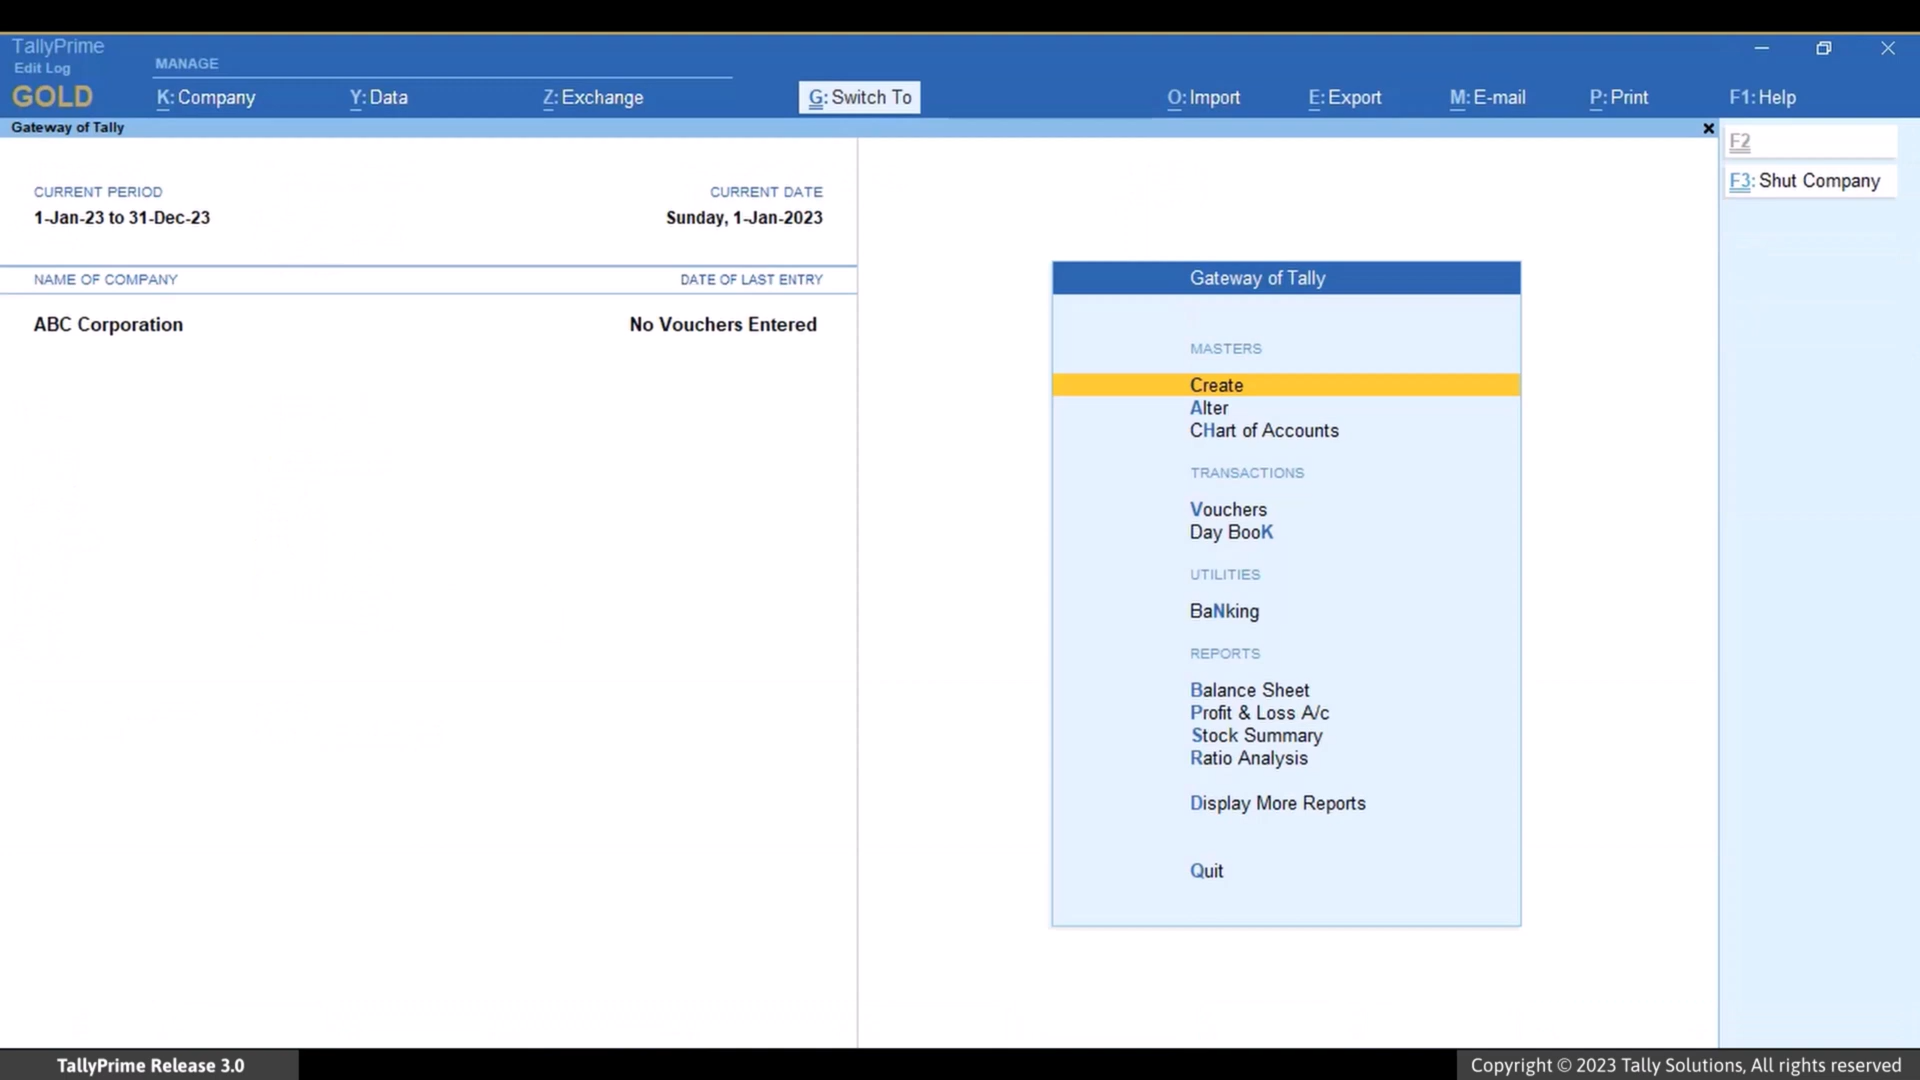 TallyPrime
Edit Log
GOLD
MANAGE
K: Company
Y: Data
Z: Exchange
G: Switch To
O: Import
E: Export
M: E-mail
P: Print
F1: Help
Gateway of Tally
F2
F3: Shut Company
CURRENT PERIOD
CURRENT DATE
1-Jan-23 to 31-Dec-23
Sunday, 1-Jan-2023
NAME OF COMPANY
DATE OF LAST ENTRY
ABC Corporation
No Vouchers Entered
Gateway of Tally
MASTERS
Create
Alter
CHart of Accounts
TRANSACTIONS
Vouchers
Day BooK
UTILITIES
BaNking
REPORTS
Balance Sheet
Profit & Loss A/c
Stock Summary
Ratio Analysis
Display More Reports
Quit
TallyPrime Release 3.0
Copyright © 2023 Tally Solutions, All rights reserved